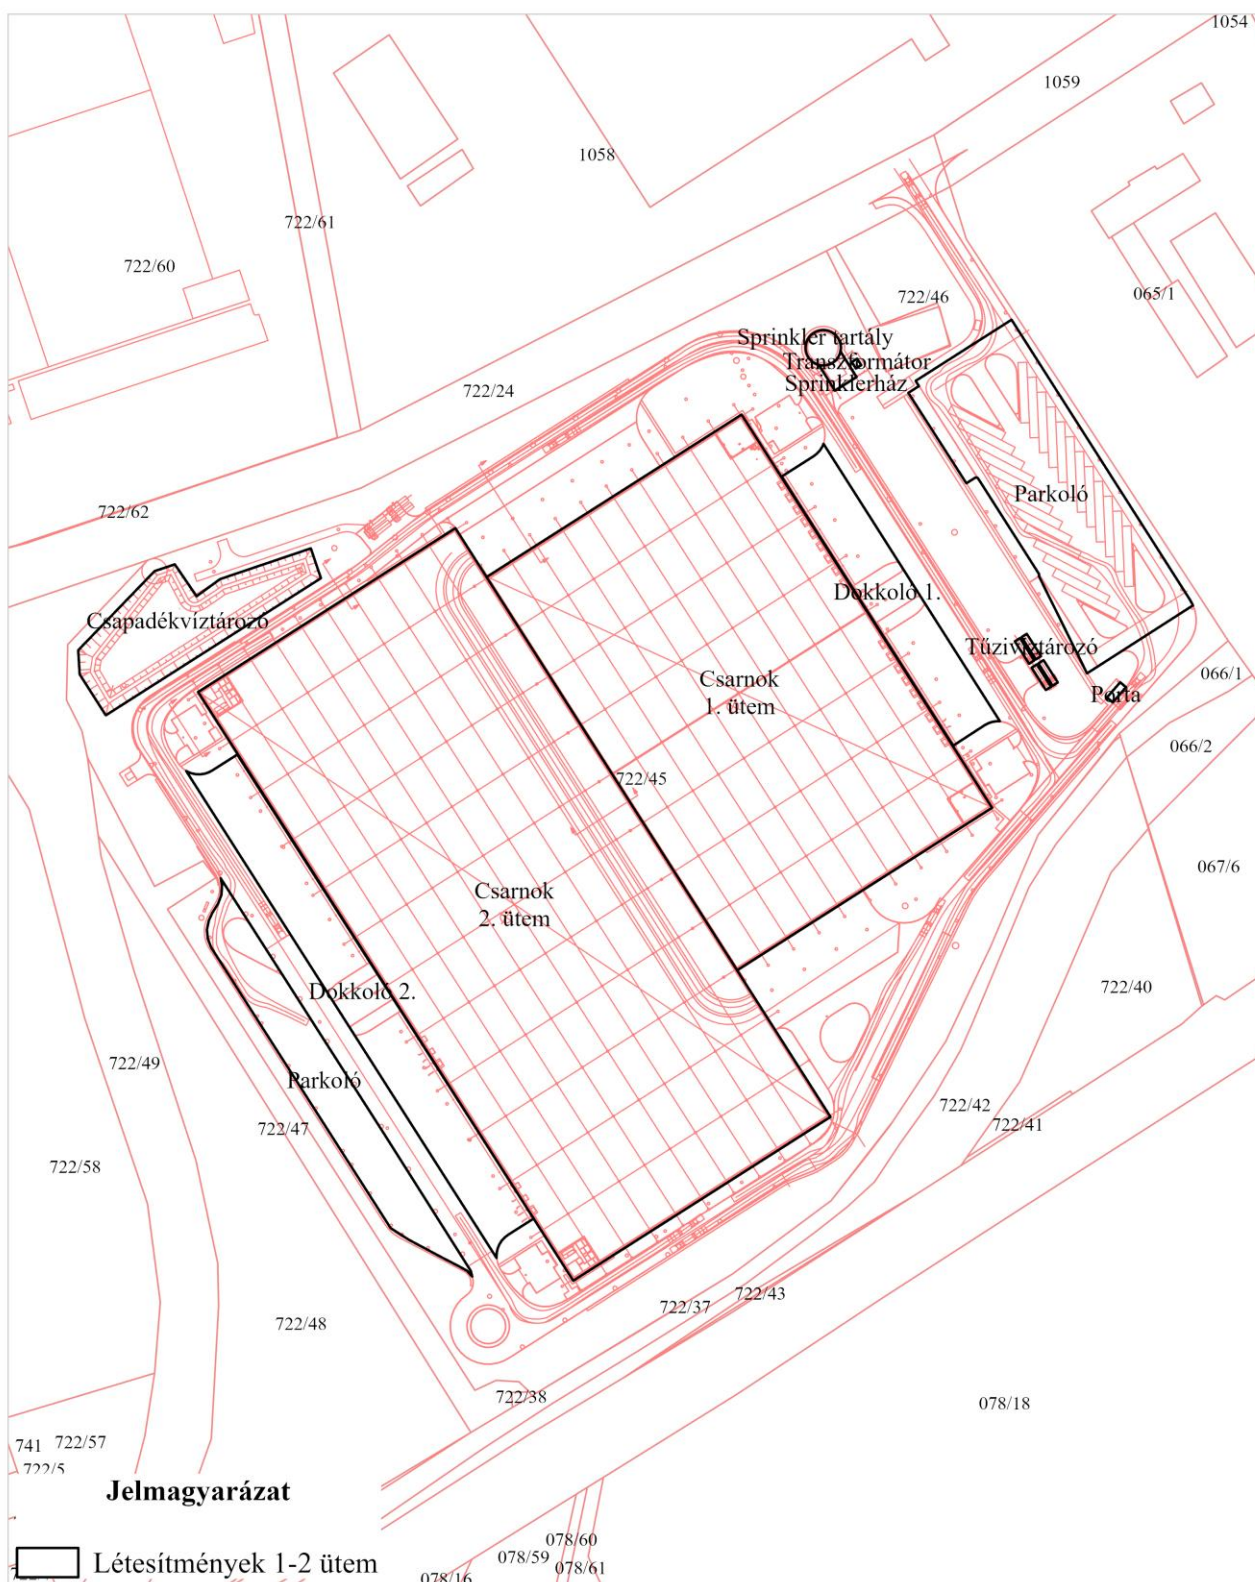 1054
1059
1058
722/61
722/60
065/1
722/46
Sprinkler tartály
Transzformátor
Sprinklerház
722/24
Parkoló
722/62
Dokkoló 1.
Csapadékvíztározó
Tűzivíztározó
066/1
Csarnok
1. ütem
Porta
066/2
722/45
067/6
Csarnok
2. ütem
722/40
Dokkoló 2.
722/49
Parkoló
722/42
722/41
722/47
722/58
722/43
722/37
722/48
722/38
078/18
741
722/57
722/5
Jelmagyarázat
078/60
078/59
078/61
Létesítmények 1-2 ütem
078/16